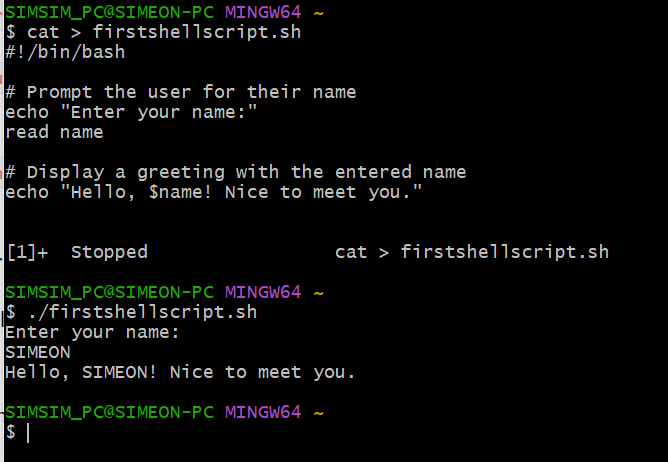 SIMSIM_PC@SIMEON-PC MINGW64 ~
$ cat > firstshellscript.sh
#!/bin/bash
# Prompt the user for their name
echo "Enter your name:"
read name
# Display a greeting with the entered name
echo "Hello, $name! Nice to meet you."
[1]+  Stopped                 cat > firstshellscript.sh
SIMSIM_PC@SIMEON-PC MINGW64 ~
$ ./firstshellscript.sh
Enter your name:
SIMEON
Hello, SIMEON! Nice to meet you.
SIMSIM_PC@SIMEON-PC MINGW64 ~
$